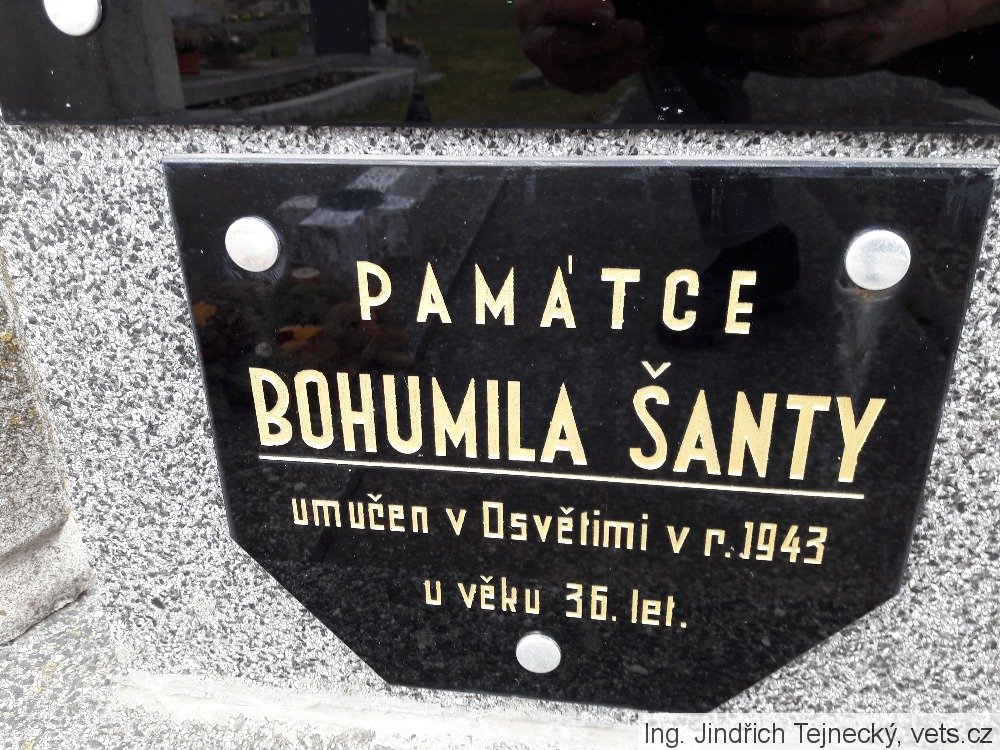 PAMÁTCE
BOHUMILA ŠANTY
umučen v Osvětimi v r. 1943
u věku 36. let.
Ing. Jindřich Tejnecký, vets.cz